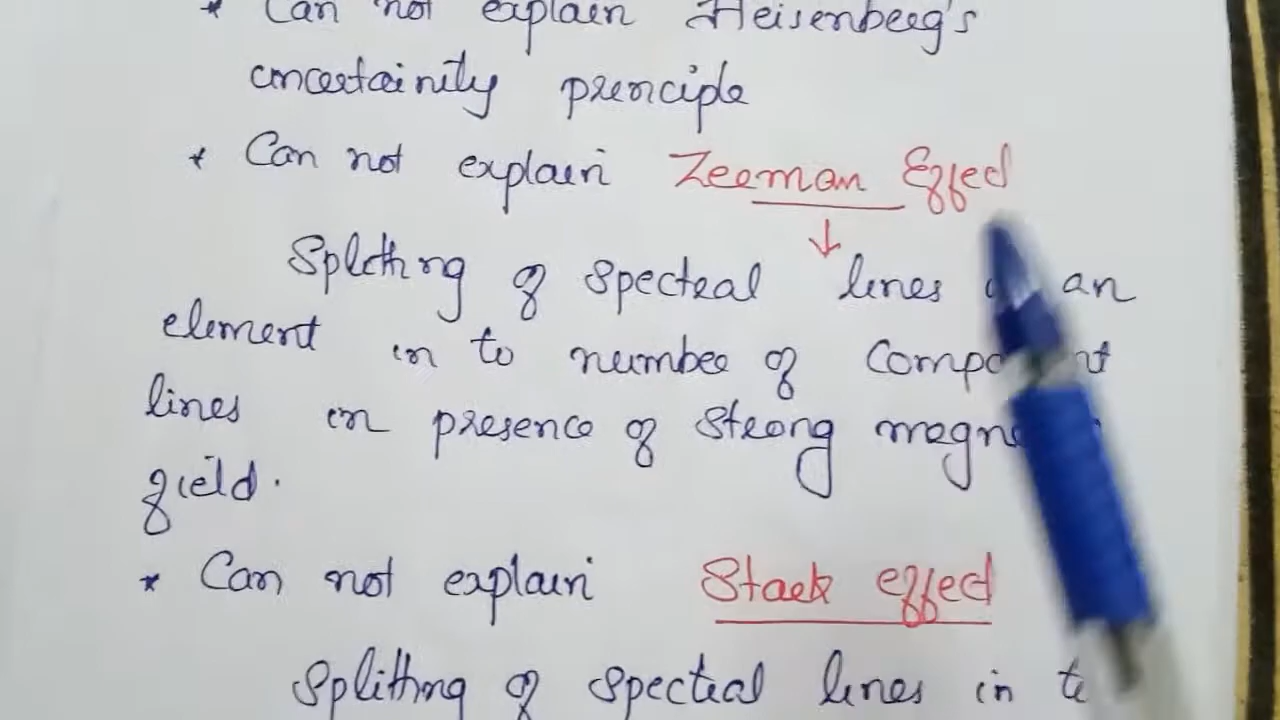 * Can not explain Heisenberg's
uncertainity principle
* Can not explain Zeeman Effect
↓
Splitting of spectral lines an
element in to number of
lines in presence of strong
field.
* Can not explain Stark effect
Splitting of spectral lines in